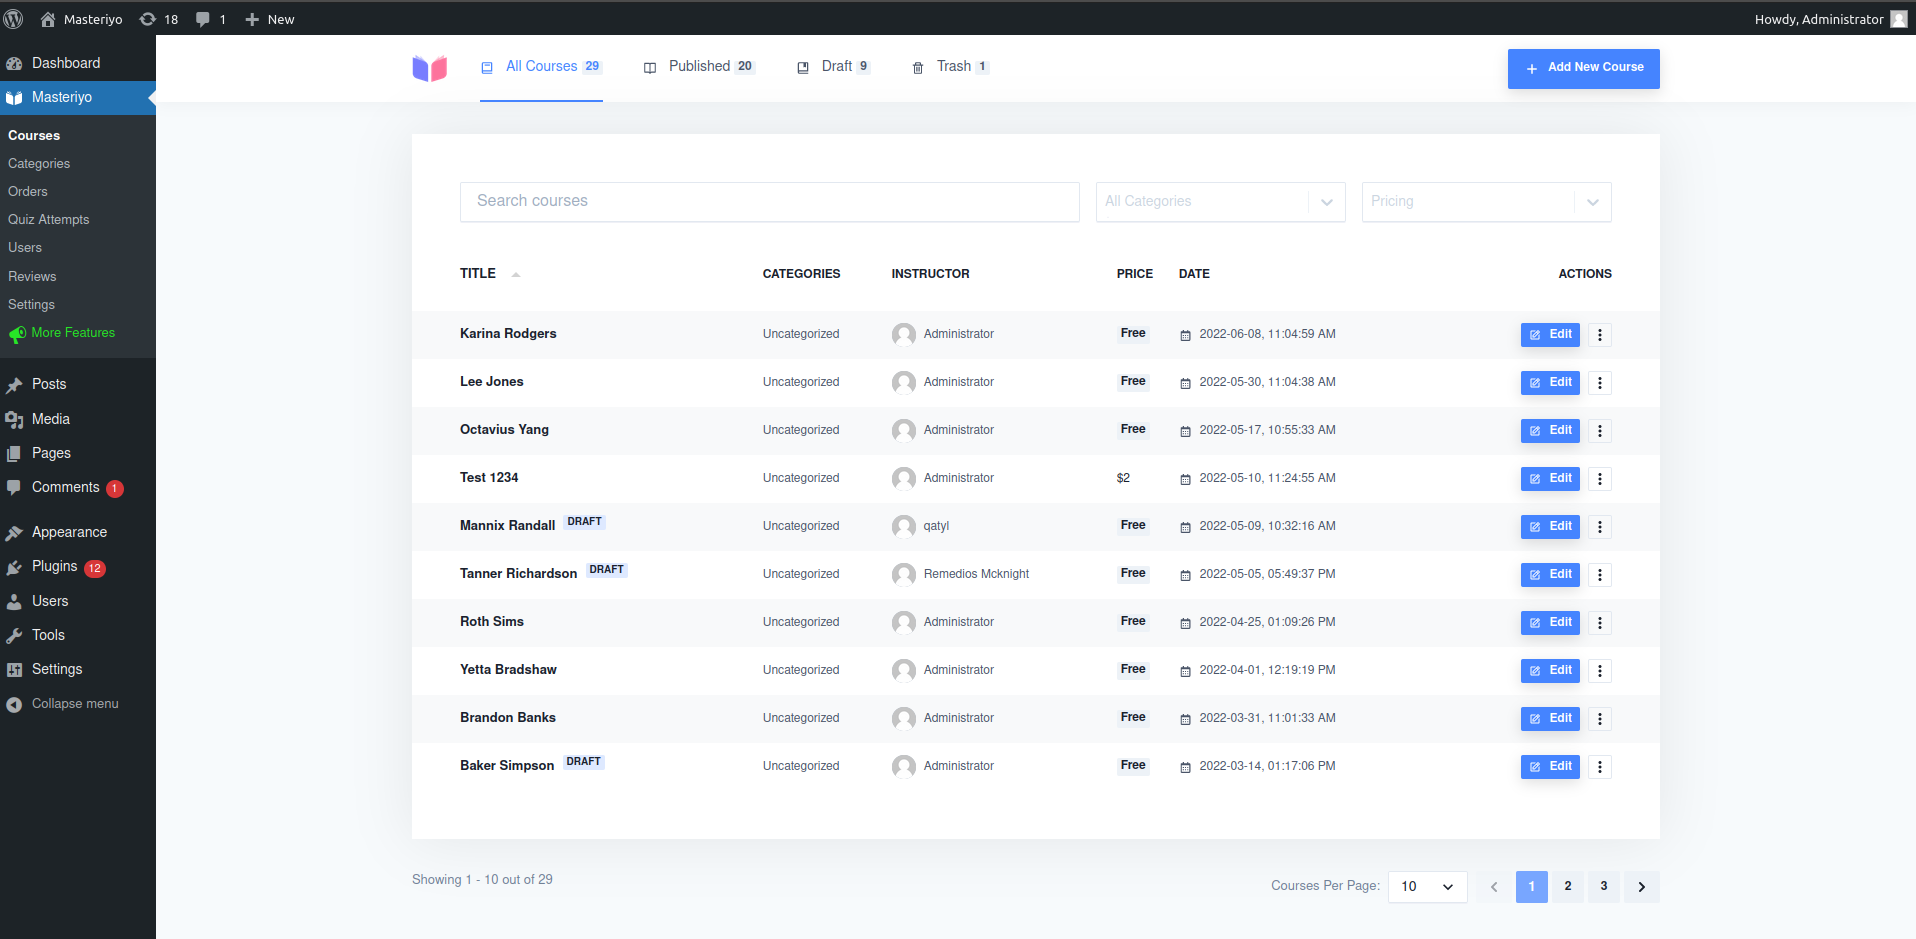 Masteriyo 18 1 + New Howdy, Administrator
Dashboard
Masteriyo
Courses
Categories
Orders
Quiz Attempts
Users
Reviews
Settings
More Features
Posts
Media
Pages
Comments 1
Appearance
Plugins 12
Users
Tools
Settings
Collapse menu
All Courses 29 Published 20 Draft 9 Trash 1 + Add New Course
Search courses All Categories Pricing
TITLE CATEGORIES INSTRUCTOR PRICE DATE ACTIONS
Karina Rodgers Uncategorized Administrator Free 2022-06-08, 11:04:59 AM Edit
Lee Jones Uncategorized Administrator Free 2022-05-30, 11:04:38 AM Edit
Octavius Yang Uncategorized Administrator Free 2022-05-17, 10:55:33 AM Edit
Test 1234 Uncategorized Administrator $2 2022-05-10, 11:24:55 AM Edit
Mannix Randall DRAFT Uncategorized qatyl Free 2022-05-09, 10:32:16 AM Edit
Tanner Richardson DRAFT Uncategorized Remedios Mcknight Free 2022-05-05, 05:49:37 PM Edit
Roth Sims Uncategorized Administrator Free 2022-04-25, 01:09:26 PM Edit
Yetta Bradshaw Uncategorized Administrator Free 2022-04-01, 12:19:19 PM Edit
Brandon Banks Uncategorized Administrator Free 2022-03-31, 11:01:33 AM Edit
Baker Simpson DRAFT Uncategorized Administrator Free 2022-03-14, 01:17:06 PM Edit
Showing 1 - 10 out of 29 Courses Per Page: 10 1 2 3